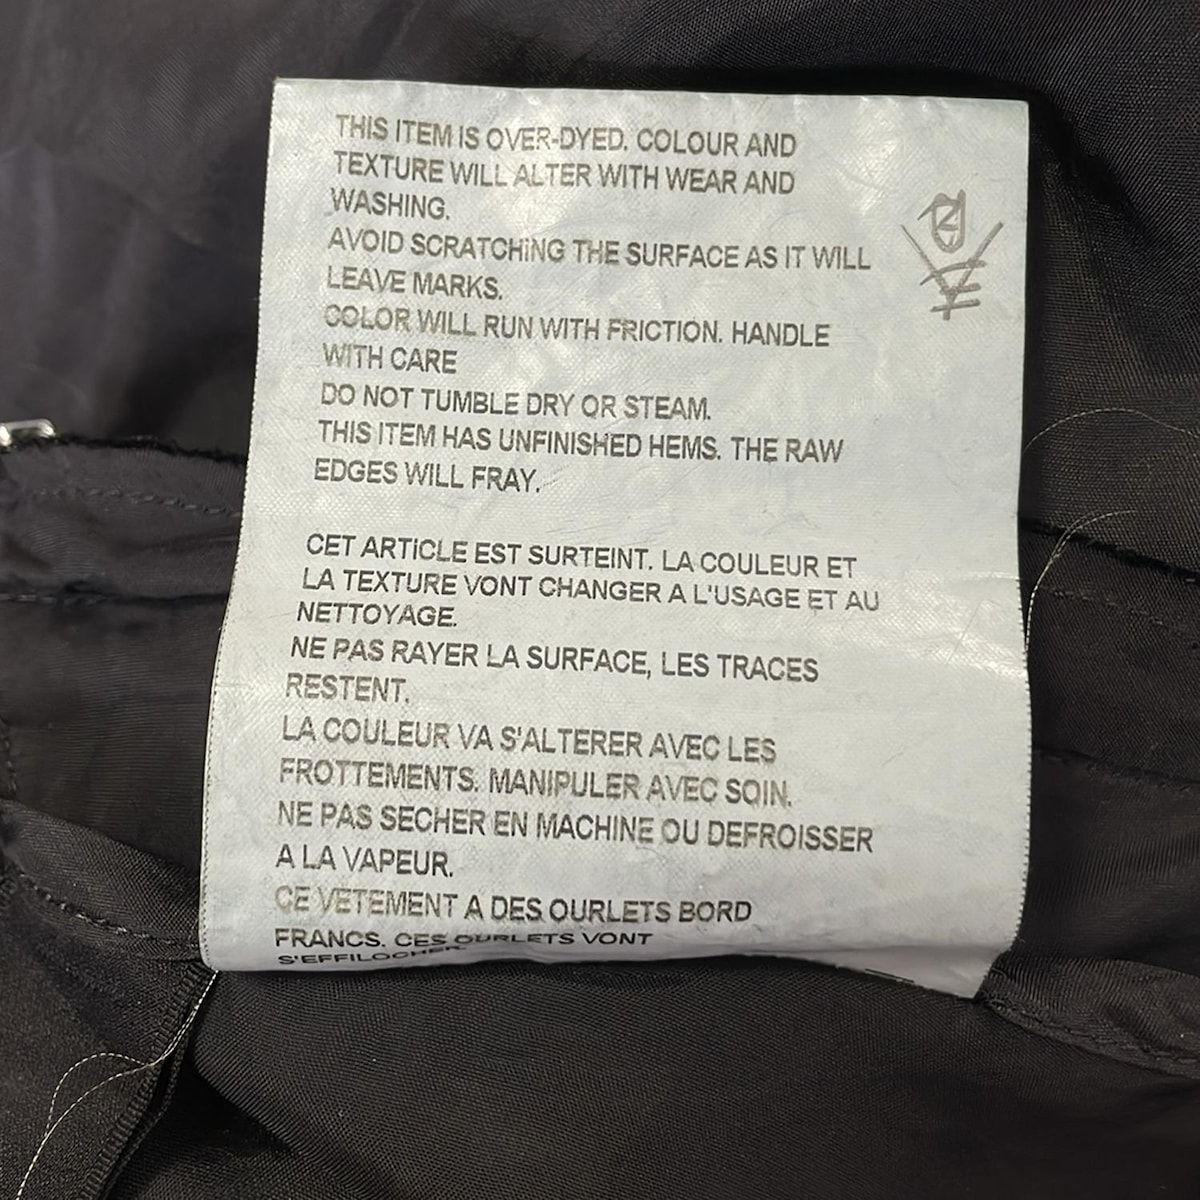 THIS ITEM IS OVER-DYED. COLOUR AND
TEXTURE WILL ALTER WITH WEAR AND
WASHING.
AVOID SCRATCHING THE SURFACE AS IT WILL
LEAVE MARKS.
COLOR WILL RUN WITH FRICTION. HANDLE
WITH CARE
DO NOT TUMBLE DRY OR STEAM.
THIS ITEM HAS UNFINISHED HEMS. THE RAW
EDGES WILL FRAY.
CET ARTICLE EST SURTEINT. LA COULEUR ET
LA TEXTURE VONT CHANGER A L'USAGE ET AU
NETTOYAGE.
NE PAS RAYER LA SURFACE, LES TRACES
RESTENT.
LA COULEUR VA S'ALTERER AVEC LES
FROTTEMENTS. MANIPULER AVEC SOIN.
NE PAS SECHER EN MACHINE OU DEFROISSER
A LA VAPEUR.
CE VETEMENT A DES OURLETS BORD
FRANCS. CES OURLETS VONT
S'EFFILOCHER.